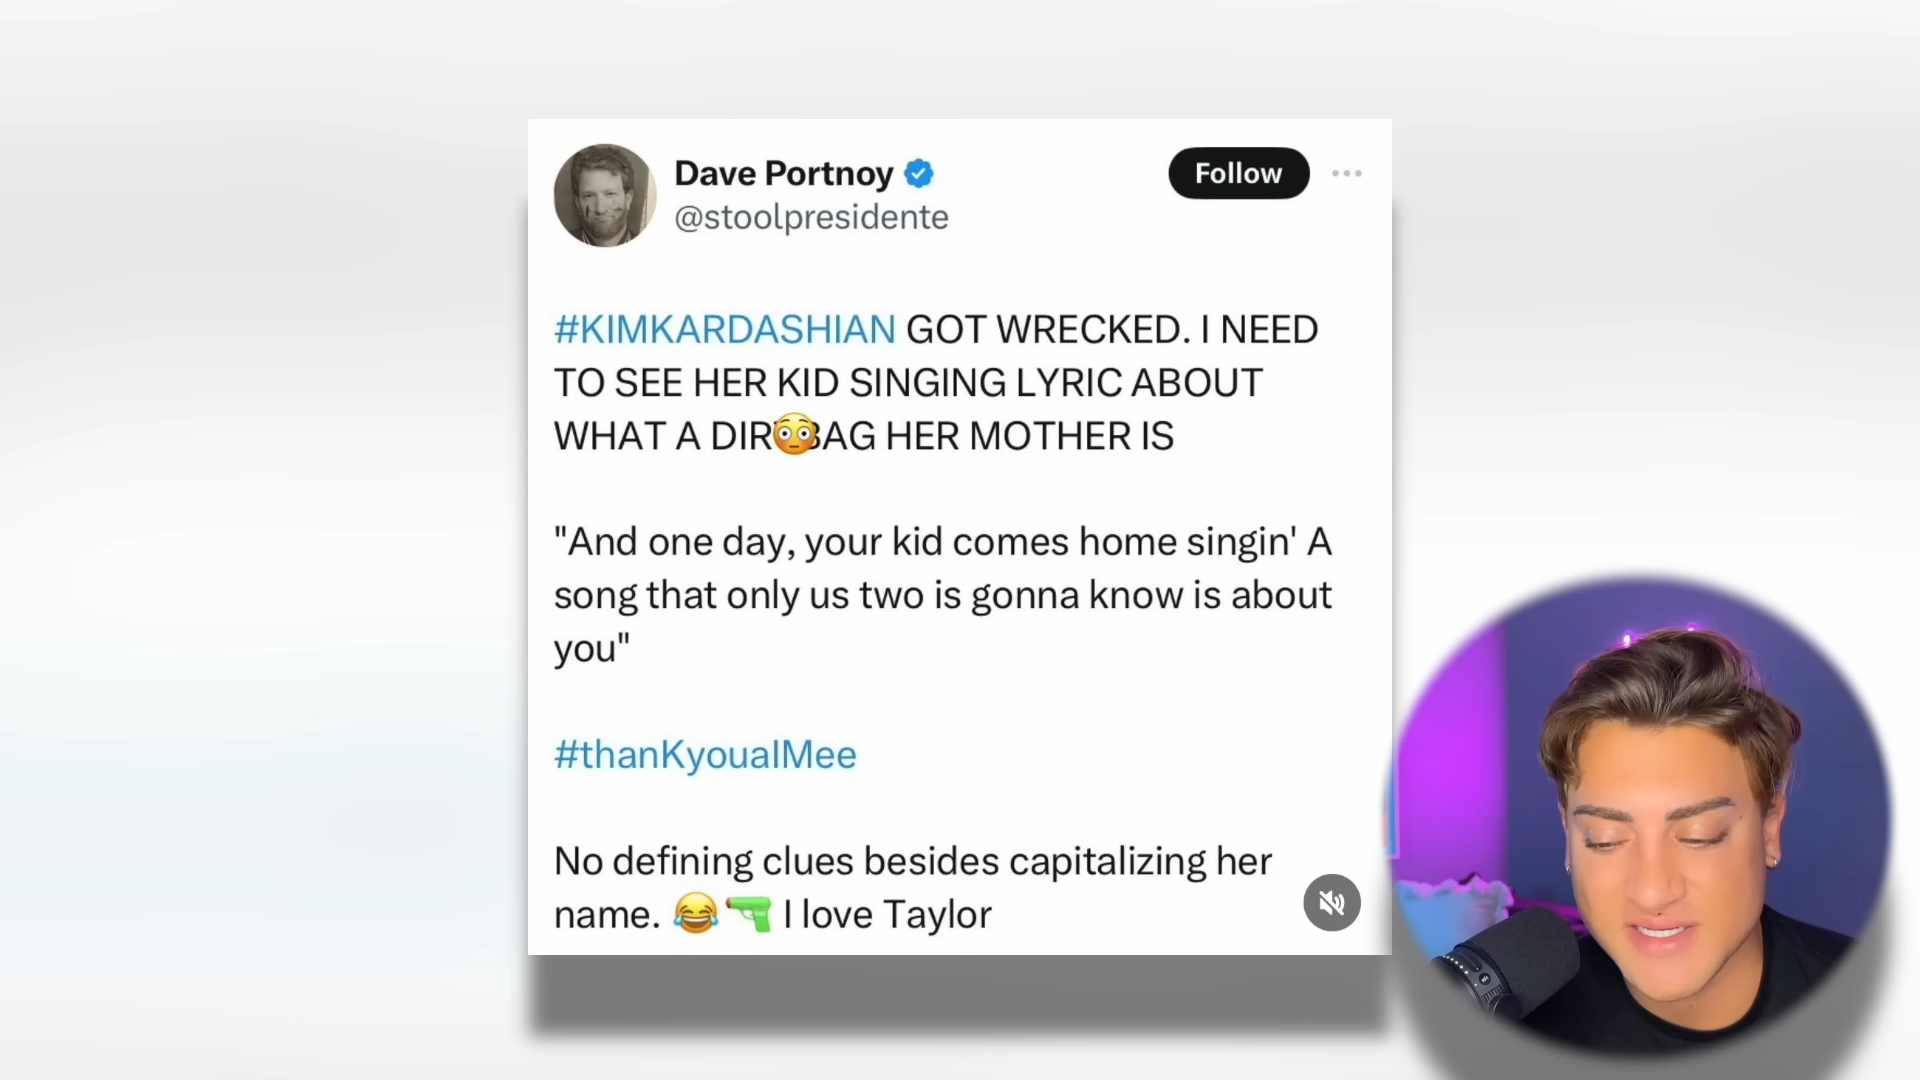 Dave Portnoy
Follow
@stoolpresidente
#KIMKARDASHIAN GOT WRECKED. I NEED
TO SEE HER KID SINGING LYRIC ABOUT
WHAT A DIR😳BAG HER MOTHER IS
"And one day, your kid comes home singin' A
song that only us two is gonna know is about
you"
#thanKyouaIMee
No defining clues besides capitalizing her
name. 😂🔫 I love Taylor